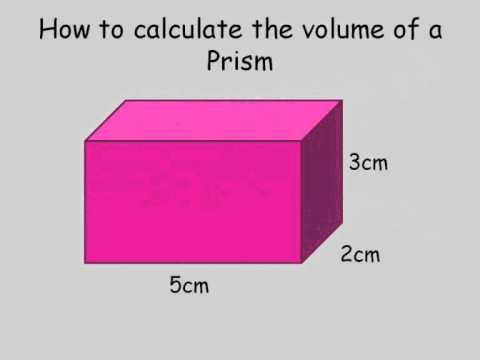 How to calculate the volume of a
Prism
3cm
2cm
5cm